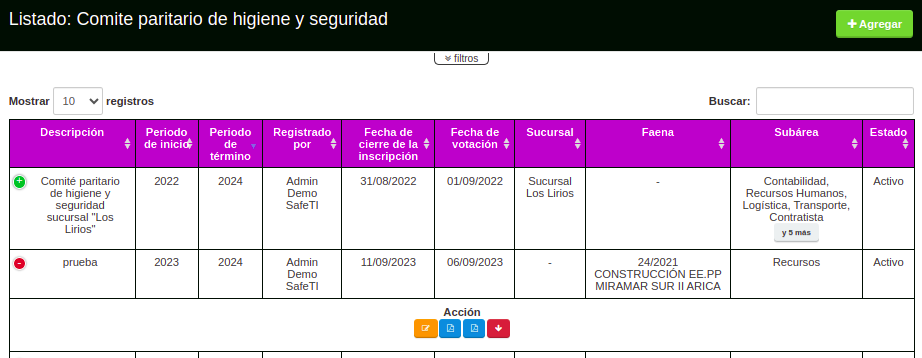 Listado: Comite paritario de higiene y seguridad
Agregar
filtros
Mostrar 10 registros
Buscar:
Descripción
Periodo de inicio
Periodo de término
Registrado por
Fecha de cierre de la inscripción
Fecha de votación
Sucursal
Faena
Subárea
Estado
Comité paritario
de higiene y
seguridad
sucursal "Los
Lirios"
2022
2024
Admin
Demo
SafeTI
31/08/2022
01/09/2022
Sucursal
Los Lirios
-
Contabilidad,
Recursos Humanos,
Logística, Transporte,
Contratista
y 5 más
Activo
prueba
2023
2024
Admin
Demo
SafeTI
11/09/2023
06/09/2023
-
24/2021
CONSTRUCCIÓN EE.PP
MIRAMAR SUR II ARICA
Recursos
Activo
Acción